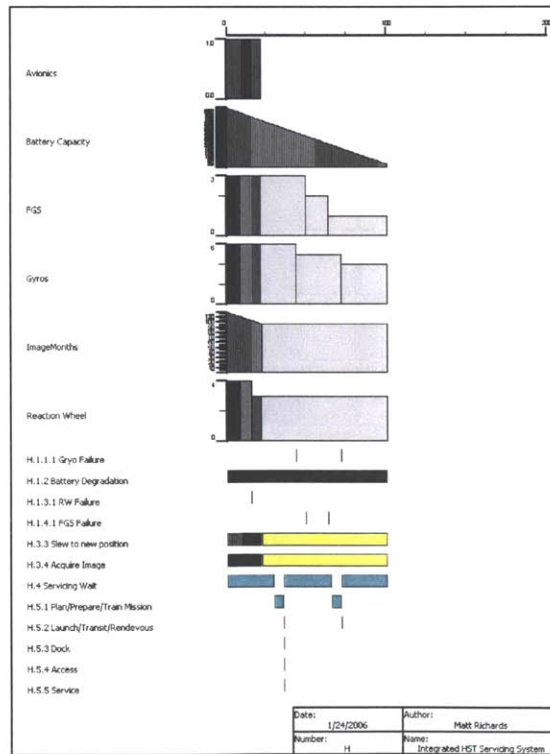 0 100 200
1.0
Avionics
0.0
Battery Capacity
3
FGS
0
6
Gyros
0
ImageMonths
4
Reaction Wheel
0
H.1.1.1 Gryo Failure
H.1.2 Battery Degradation
H.1.3.1 RW Failure
H.1.4.1 FGS Failure
H.3.3 Slew to new position
H.3.4 Acquire Image
H.4 Servicing Wait
H.5.1 Plan/Prepare/Train Mission
H.5.2 Launch/Transit/Rendevous
H.5.3 Dock
H.5.4 Access
H.5.5 Service
Date: Author:
1/24/2006 Matt Richards
Number: Name:
H Integrated HST Servicing System